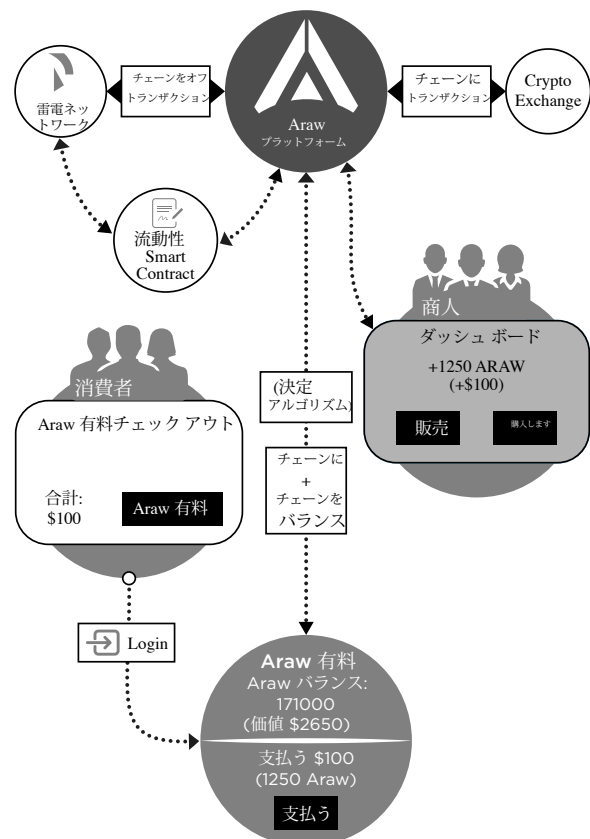 雷電ネッ
トワーク
チェーンをオフ
トランザクション
Araw
プラットフォーム
チェーンに
トランザクション
Crypto
Exchange
流動性
Smart
Contract
商人
ダッシュ ボード
+1250 ARAW
(+$100)
販売
購入します
消費者
Araw 有料チェック アウト
合計:
$100
Araw 有料
(決定
アルゴリズム)
チェーンに
+
チェーンを
バランス
Login
Araw 有料
Araw バランス:
171000
(価値 $2650)
支払う $100
(1250 Araw)
支払う